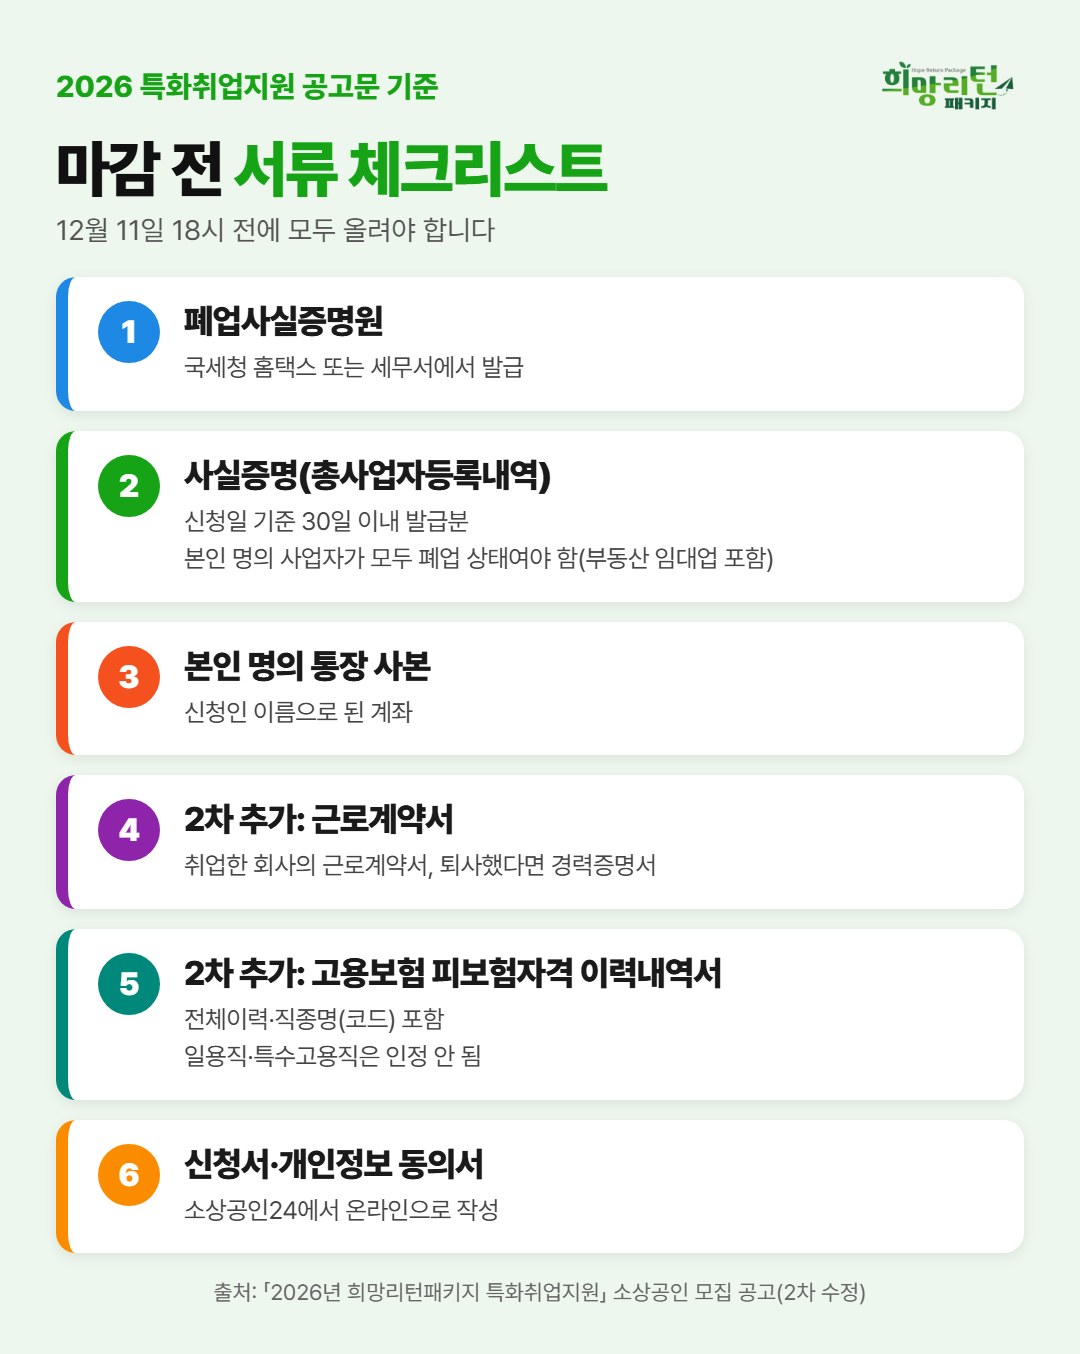 2026 특화취업지원 공고문 기준
Hope Return Package
희망리턴
패키지
마감 전 서류 체크리스트
12월 11일 18시 전에 모두 올려야 합니다
1
폐업사실증명원
국세청 홈택스 또는 세무서에서 발급
2
사실증명(총사업자등록내역)
신청일 기준 30일 이내 발급분
본인 명의 사업자가 모두 폐업 상태여야 함(부동산 임대업 포함)
3
본인 명의 통장 사본
신청인 이름으로 된 계좌
4
2차 추가: 근로계약서
취업한 회사의 근로계약서, 퇴사했다면 경력증명서
5
2차 추가: 고용보험 피보험자격 이력내역서
전체이력·직종명(코드) 포함
일용직·특수고용직은 인정 안 됨
6
신청서·개인정보 동의서
소상공인24에서 온라인으로 작성
출처: 「2026년 희망리턴패키지 특화취업지원」 소상공인 모집 공고(2차 수정)